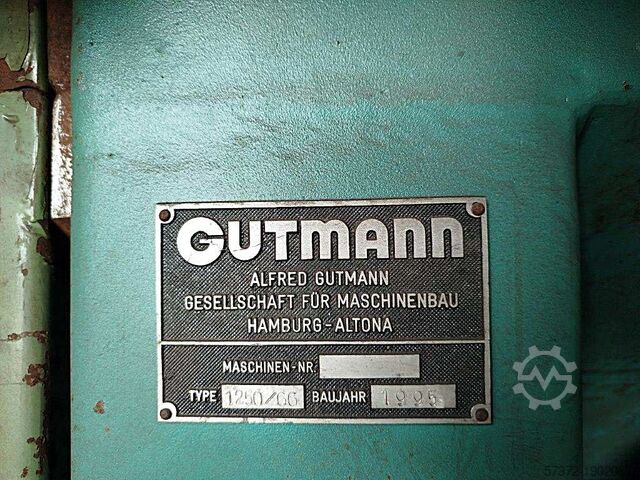 GUTMANN
ALFRED GUTMANN
GESELLSCHAFT FÜR MASCHINENBAU
HAMBURG-ALTONA
MASCHINEN-NR.
TYPE 1250/66 BAUJAHR 1995